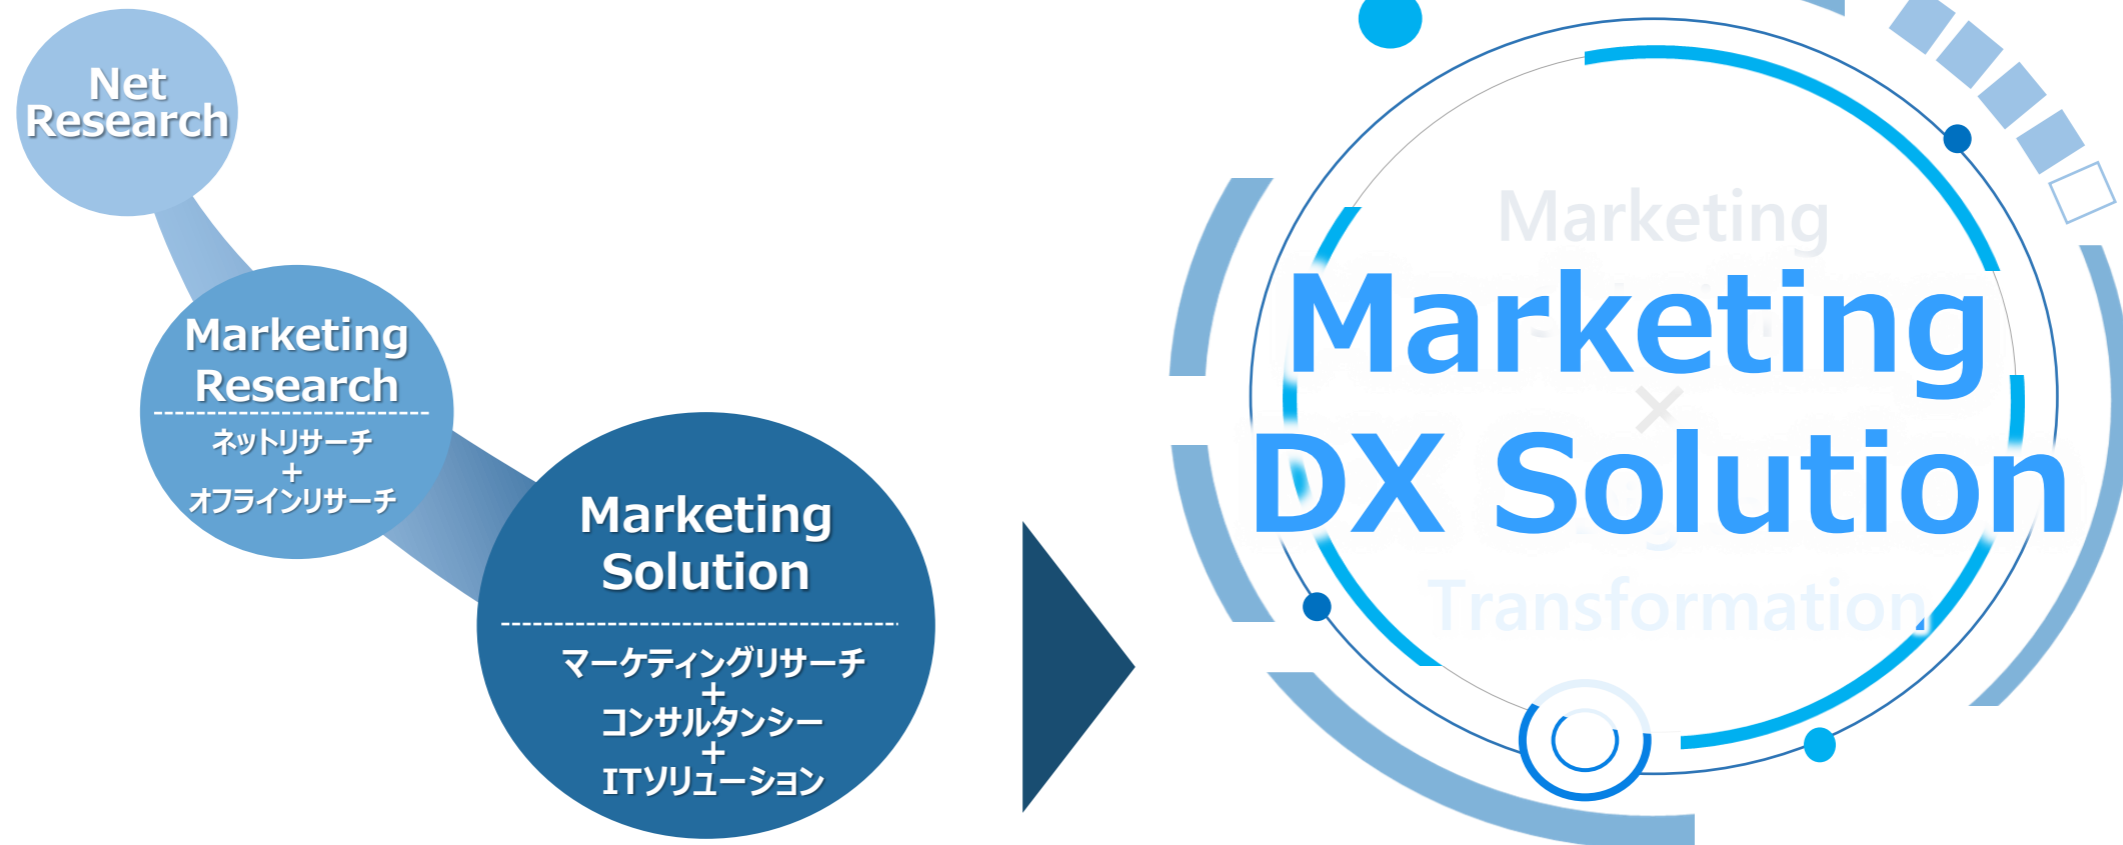 Net
Research
Marketing
Research
ネットリサーチ
+
オフラインリサーチ
Marketing
Solution
マーケティングリサーチ
+
コンサルタンシー
+
ITソリューション
Marketing
Marketing
×
DX Solution
Transformation